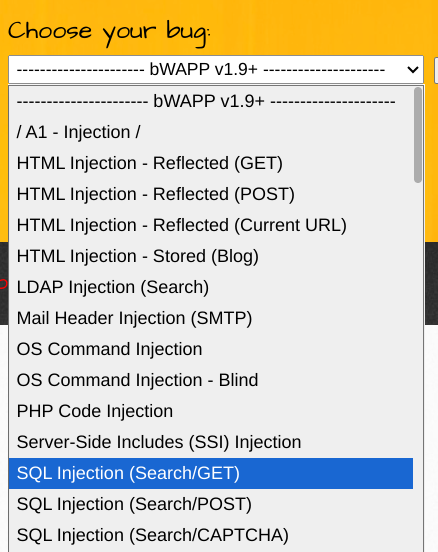 Choose your bug:
---------------------- bWAPP v1.9+ ----------------------
---------------------- bWAPP v1.9+ ----------------------
/ A1 - Injection /
HTML Injection - Reflected (GET)
HTML Injection - Reflected (POST)
HTML Injection - Reflected (Current URL)
HTML Injection - Stored (Blog)
LDAP Injection (Search)
Mail Header Injection (SMTP)
OS Command Injection
OS Command Injection - Blind
PHP Code Injection
Server-Side Includes (SSI) Injection
SQL Injection (Search/GET)
SQL Injection (Search/POST)
SQL Injection (Search/CAPTCHA)